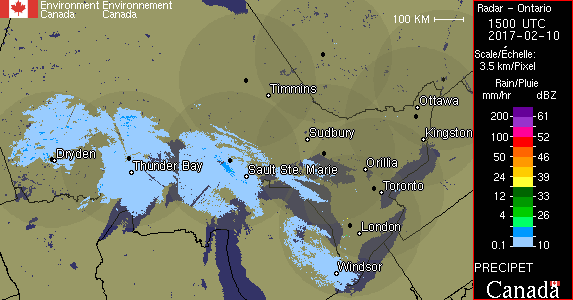 Environment Environnement
Canada Canada
100 KM
Radar - Ontario
1500 UTC
2017-02-10
Scale/Échelle:
3.5 km/Pixel
Rain/Pluie
mm/hr dBZ
200 61
100 52
50 46
24 39
12 33
4 26
0.1 10
PRECIPET
Canada
Timmins
Ottawa
Sudbury
Kingston
Dryden
Thunder Bay
Sault Ste. Marie
Orillia
Toronto
London
Windsor